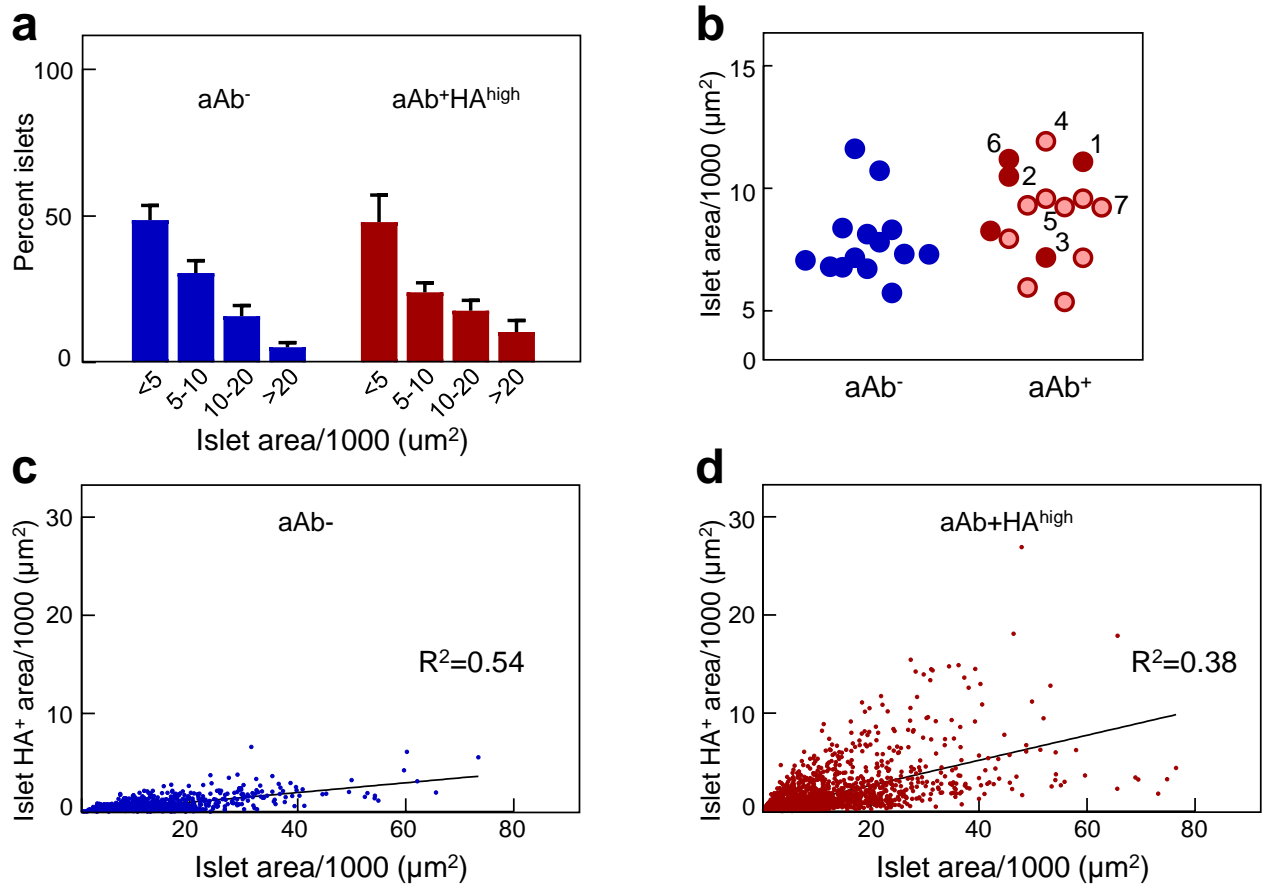 a
100
50
0
Percent islets
aAb⁻
aAb⁺HA^high
<5
5-10
10-20
>20
<5
5-10
10-20
>20
Islet area/1000 (um²)
b
15
10
5
0
Islet area/1000 (µm²)
4
6
1
2
5
7
3
aAb⁻
aAb⁺
c
30
20
10
0
Islet HA⁺ area/1000 (µm²)
aAb-
R²=0.54
20
40
60
80
Islet area/1000 (µm²)
d
30
20
10
0
Islet HA⁺ area/1000 (µm²)
aAb+HA^high
R²=0.38
20
40
60
80
Islet area/1000 (µm²)